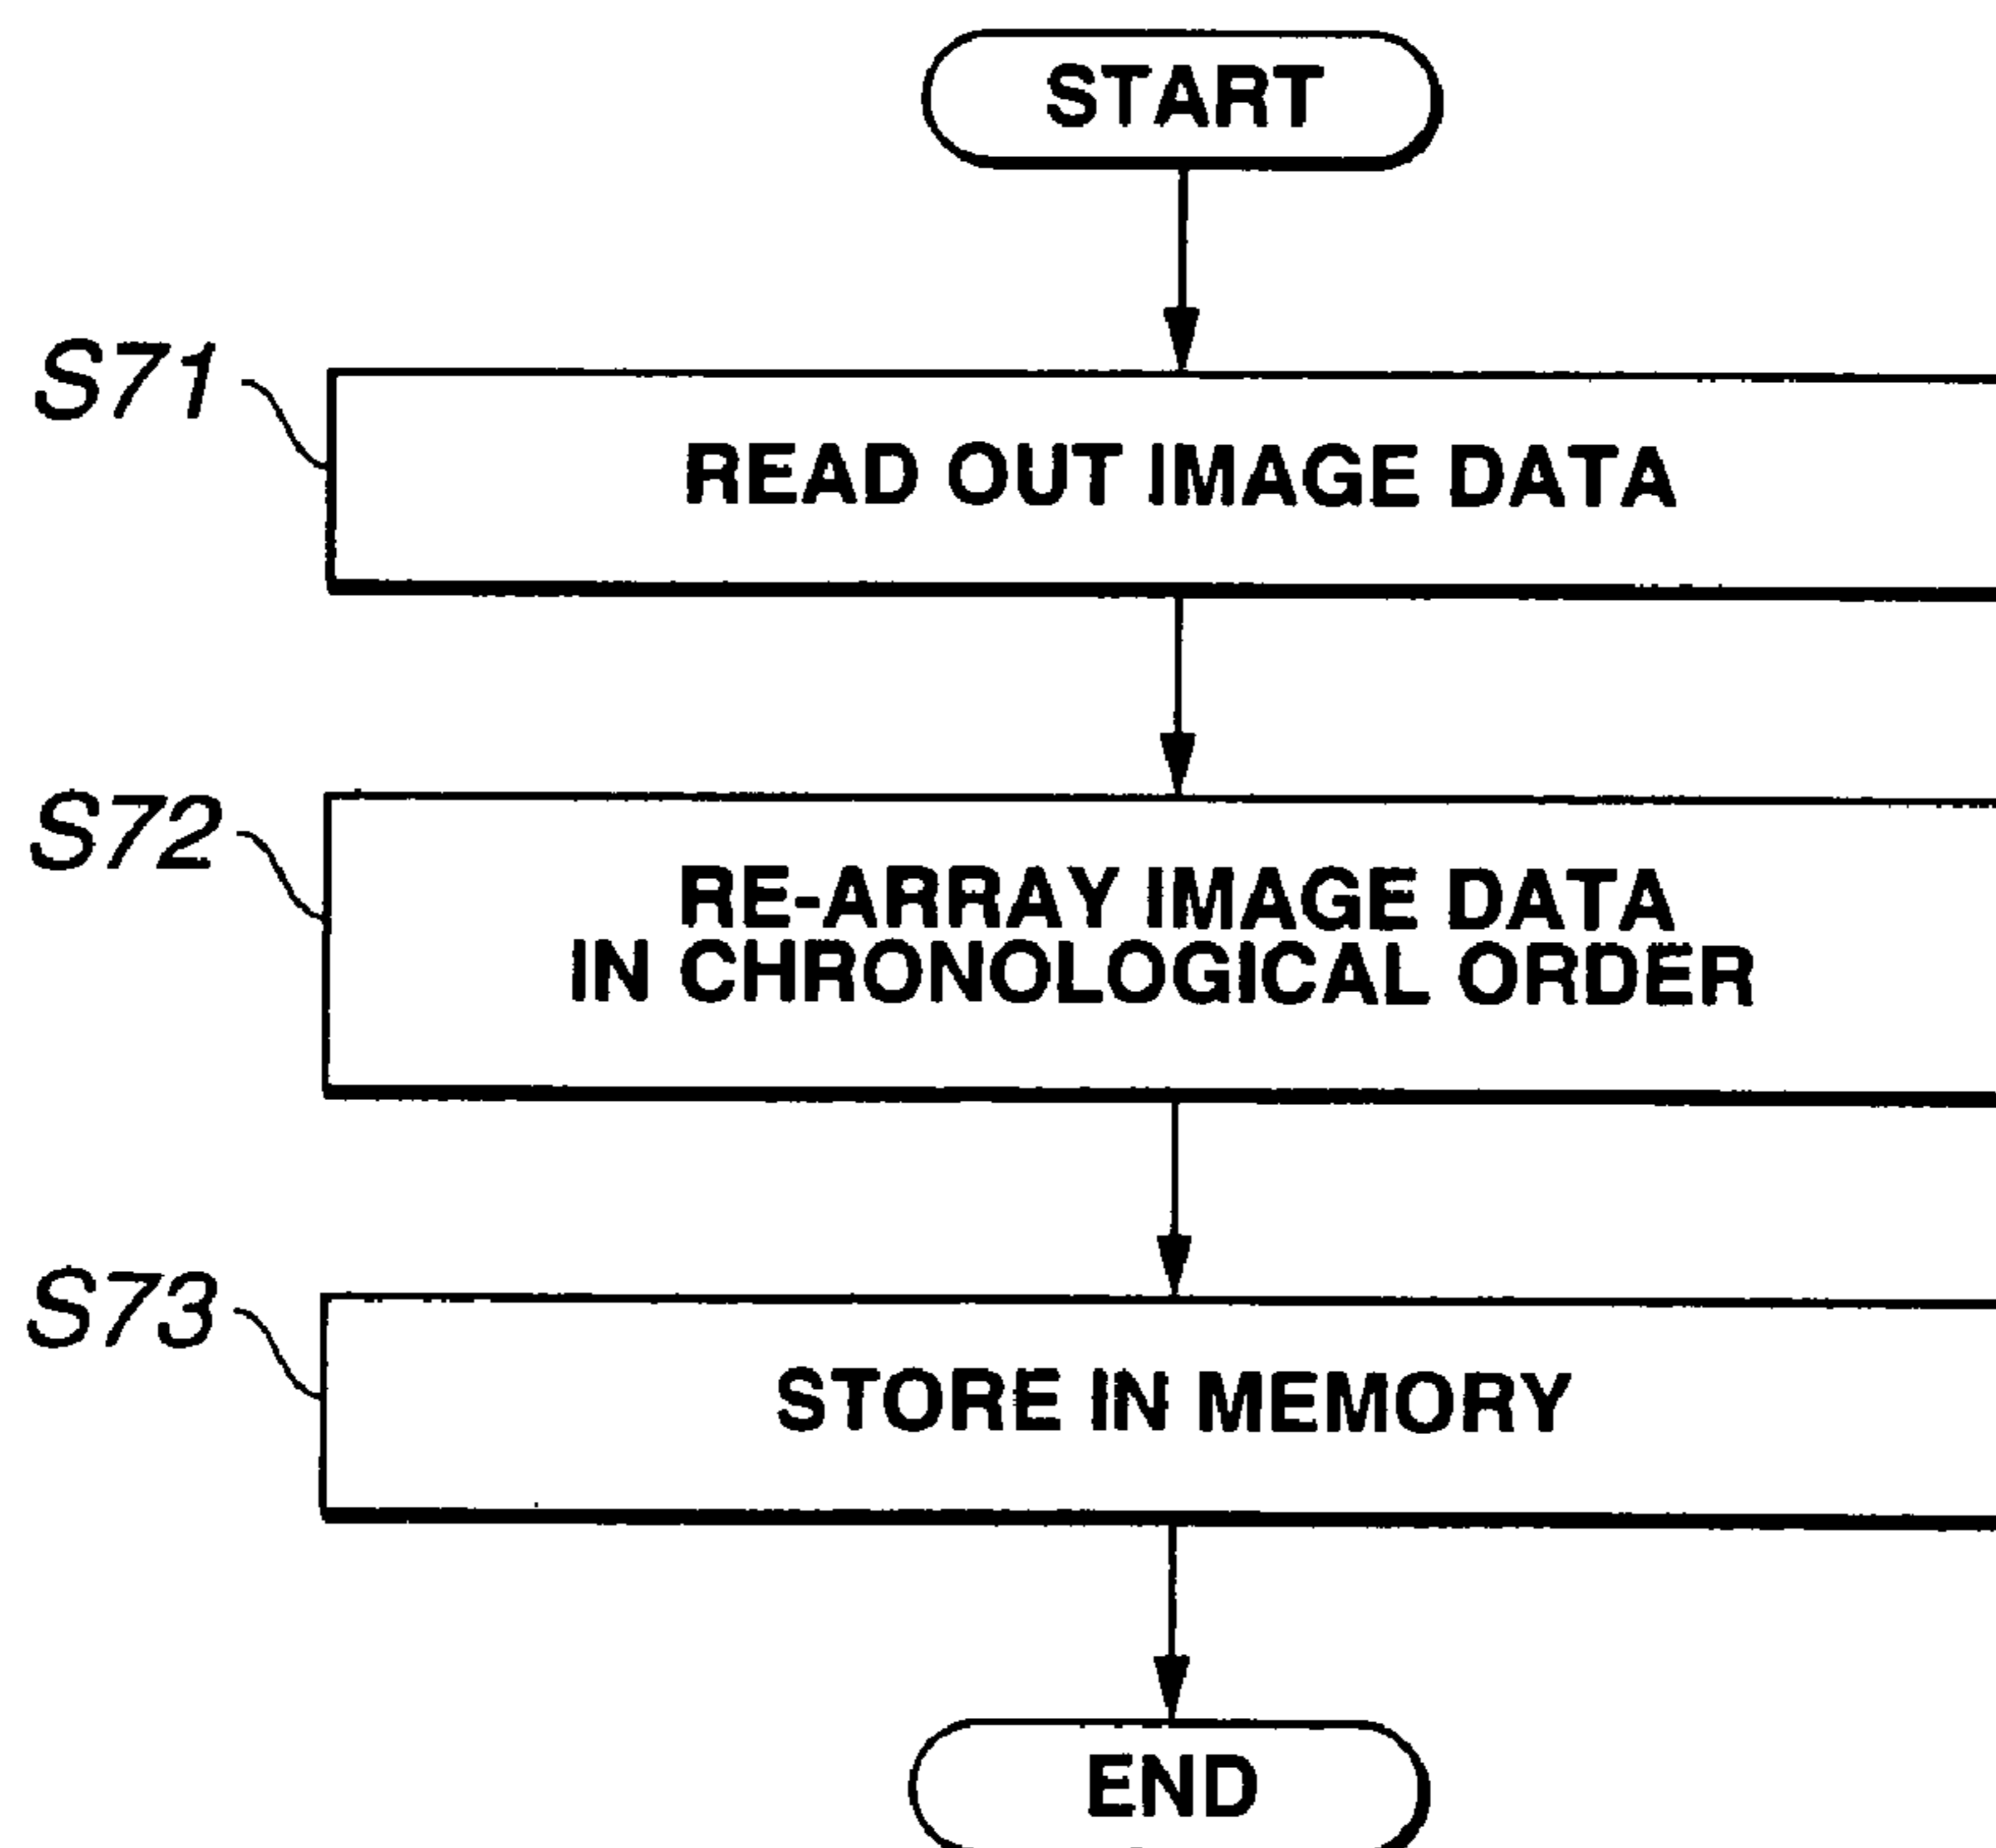 START
S71
READ OUT IMAGE DATA
S72
RE-ARRAY IMAGE DATA
IN CHRONOLOGICAL ORDER
S73
STORE IN MEMORY
END